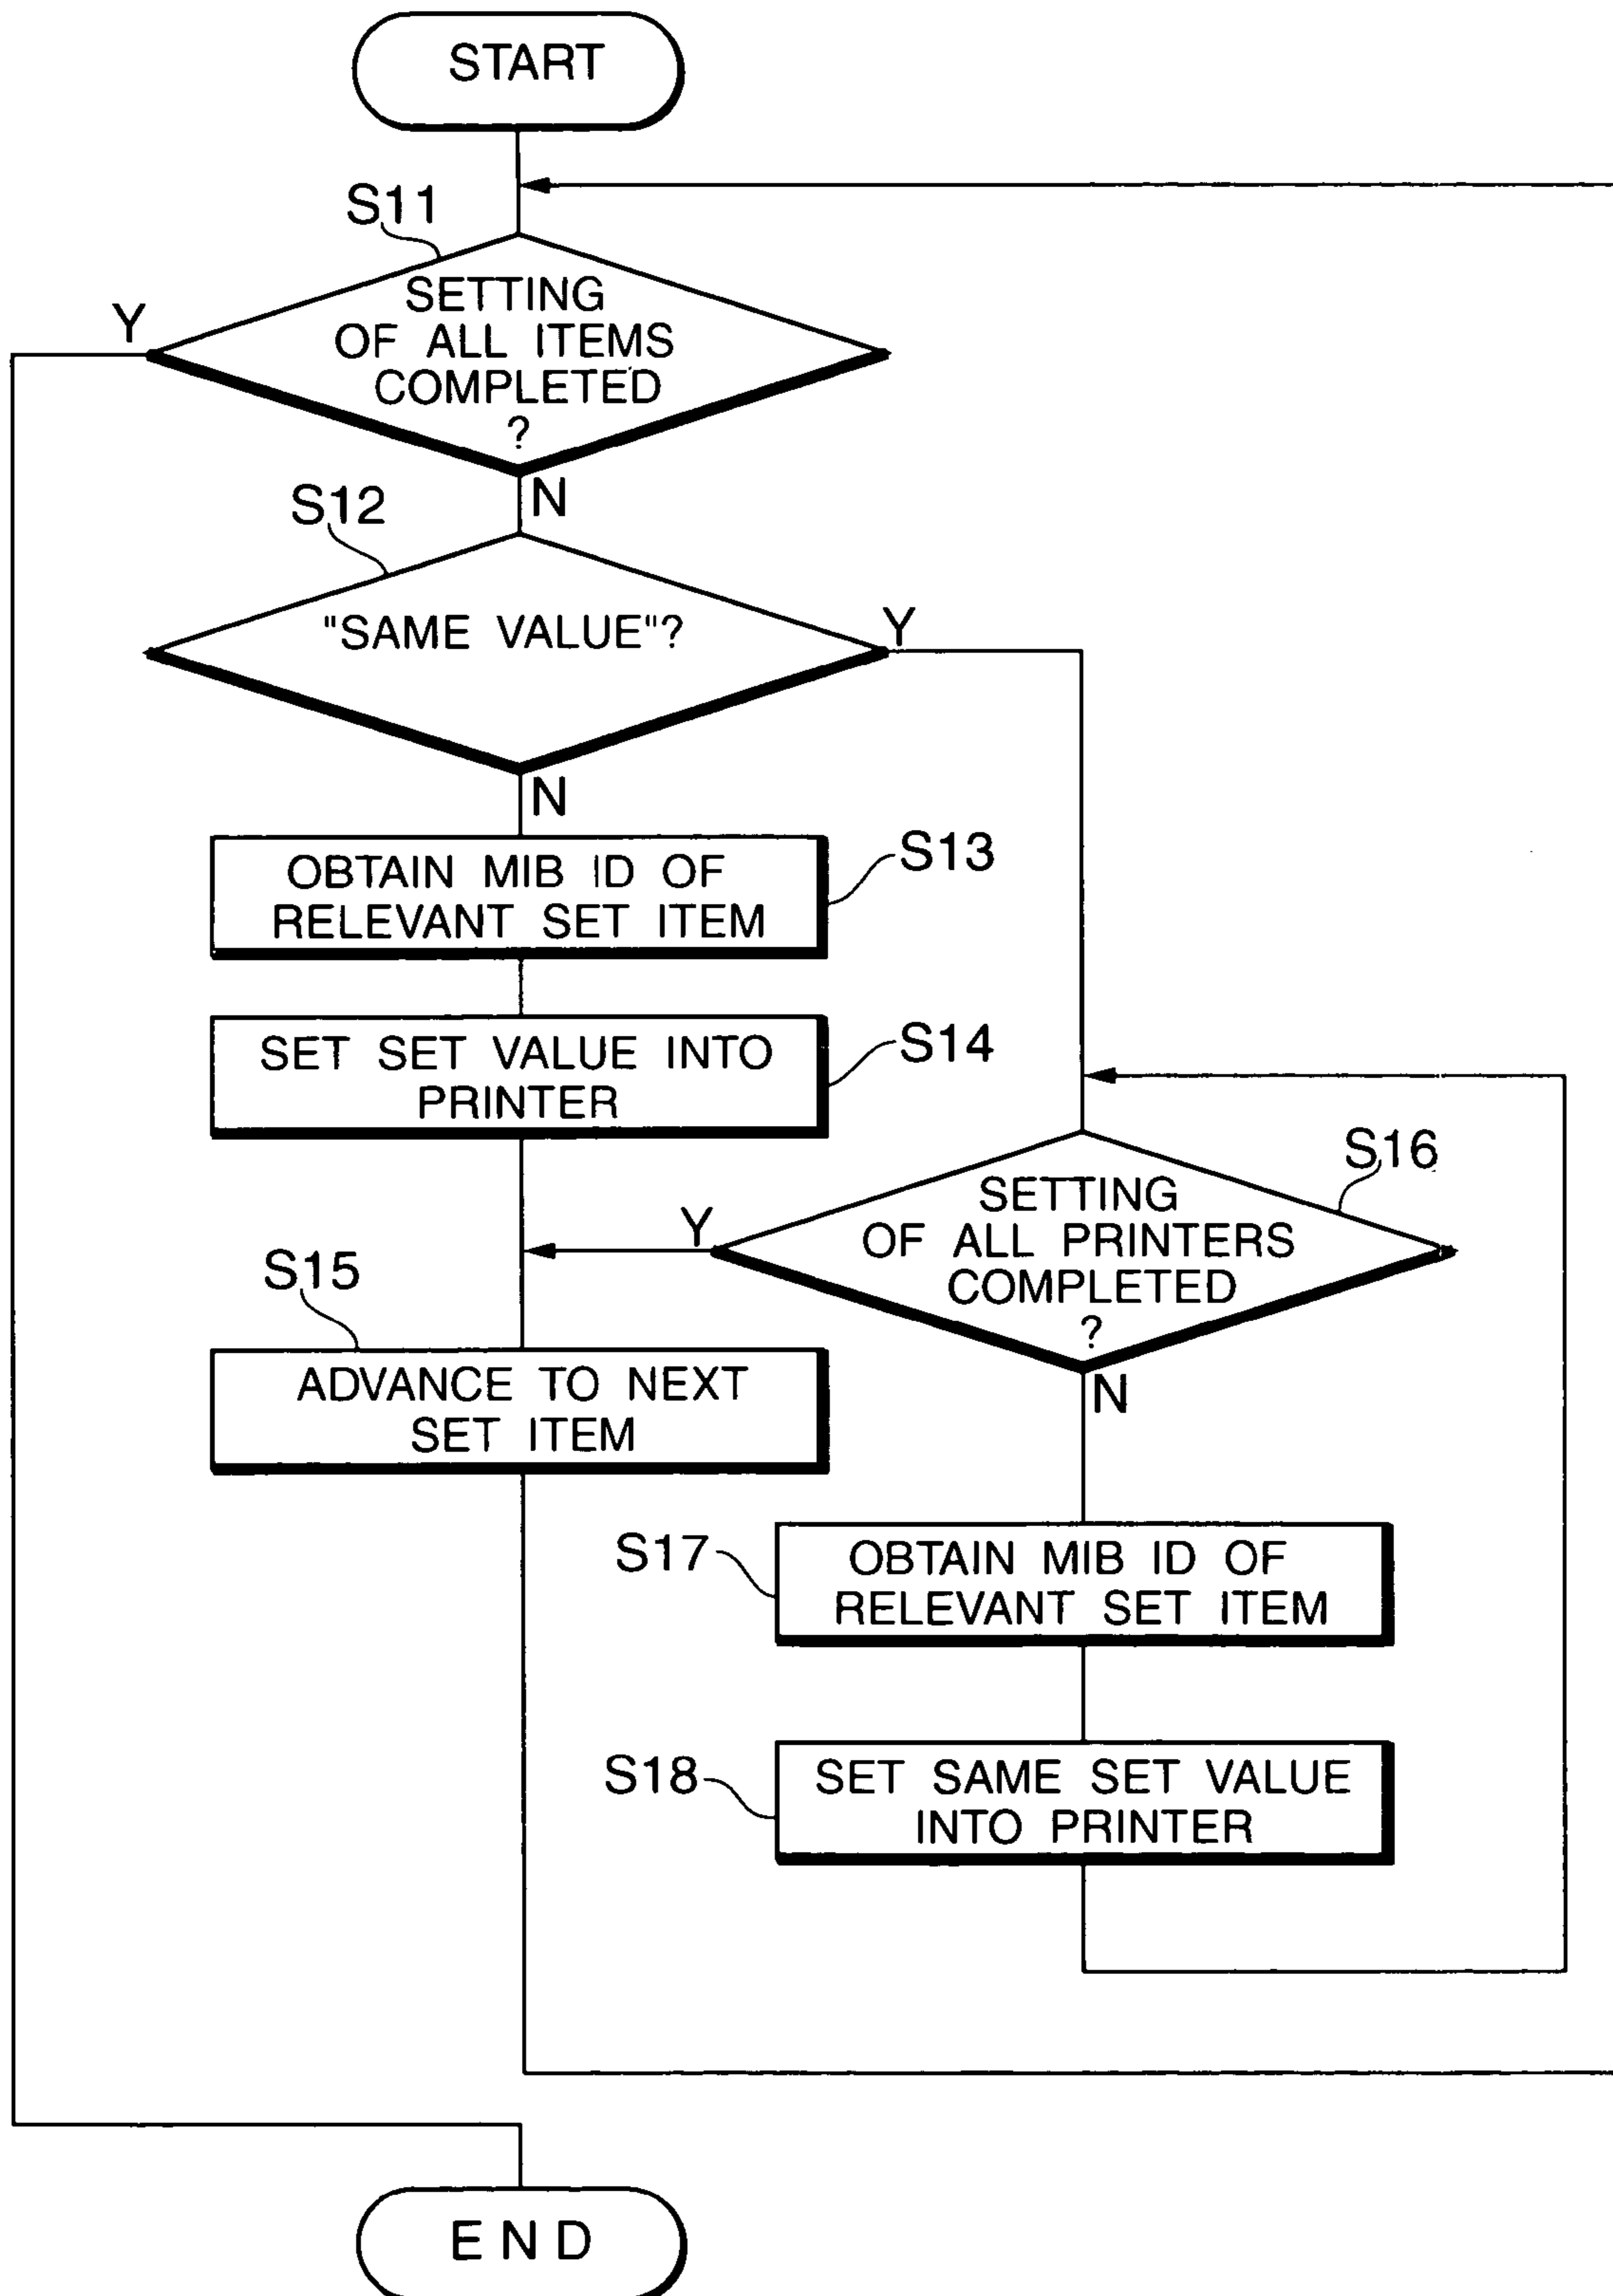 START
S11
SETTING
OF ALL ITEMS
COMPLETED
?
Y
N
S12
"SAME VALUE"?
Y
N
OBTAIN MIB ID OF
RELEVANT SET ITEM
S13
SET SET VALUE INTO
PRINTER
S14
S16
SETTING
OF ALL PRINTERS
COMPLETED
?
Y
N
S15
ADVANCE TO NEXT
SET ITEM
S17
OBTAIN MIB ID OF
RELEVANT SET ITEM
S18
SET SAME SET VALUE
INTO PRINTER
END